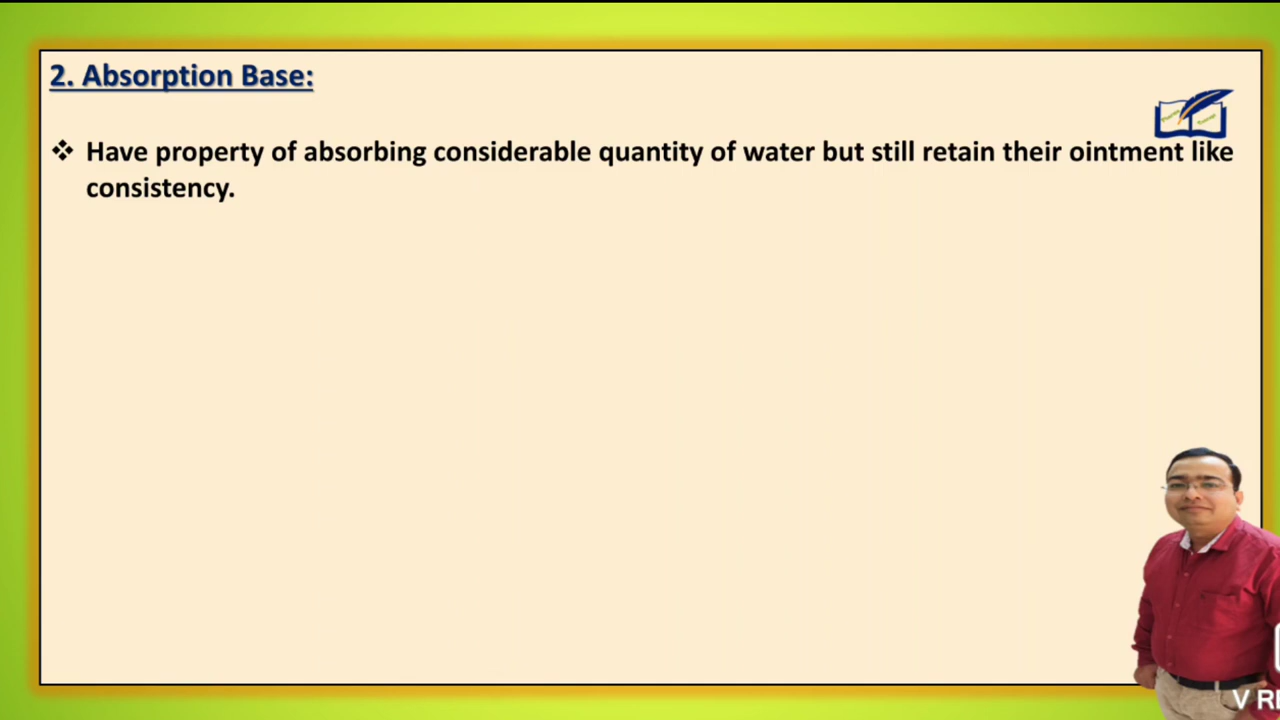 2. Absorption Base:
❖ Have property of absorbing considerable quantity of water but still retain their ointment like
consistency.